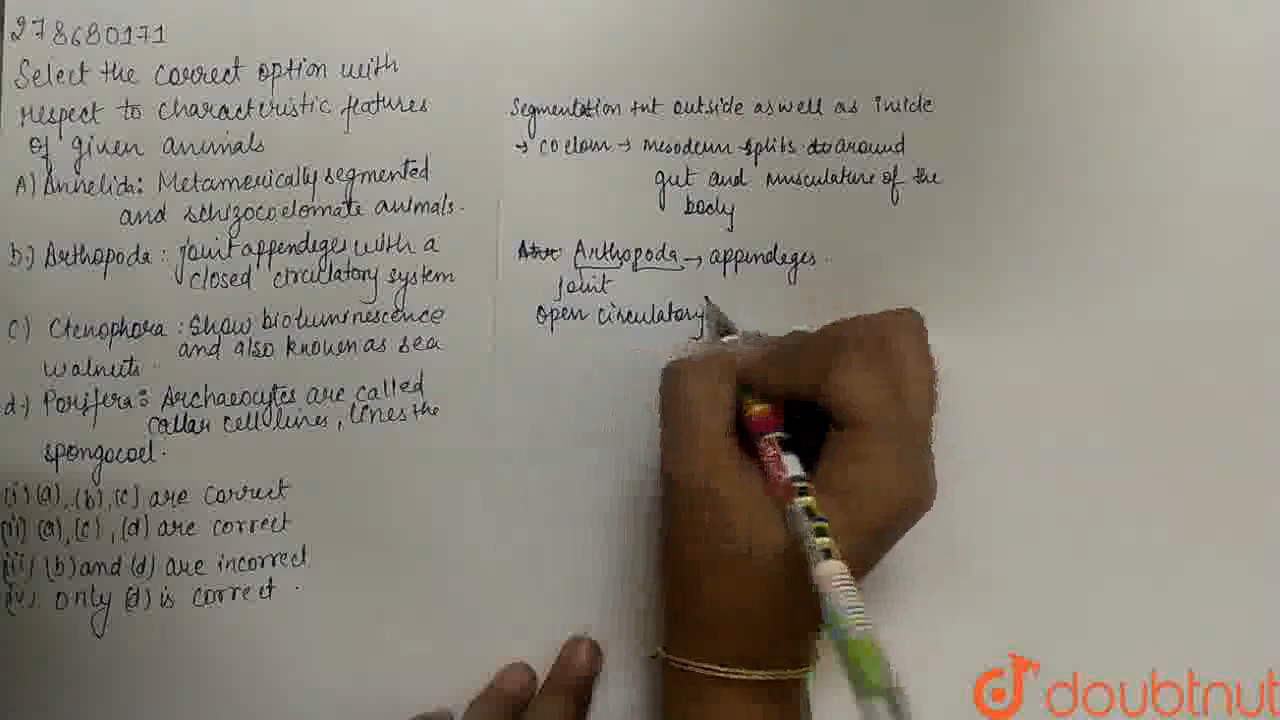 278680171
Select the correct option with
respect to characteristic features
of given animals
A) Annelida: Metamerically segmented
and schizocoelomate animals.
b.) Arthopoda: joint appendeges with a
closed circulatory system
c) Ctenophora: Show bioluminescence
and also known as sea
walnuts.
d.) Porifera: Archaeocytes are called
collar cell lines, lines the
spongocoel.
(i) (a), (b), (c) are correct
(ii) (a), (c), (d) are correct
(iii) (b) and (d) are incorrect
(iv). only (d) is correct.
Segmentation +nt outside as well as inside
→ coelom → mesoderm splits around
gut and musculature of the
body
Arthopoda → appendeges.
joint
open circulatory
doubtnut